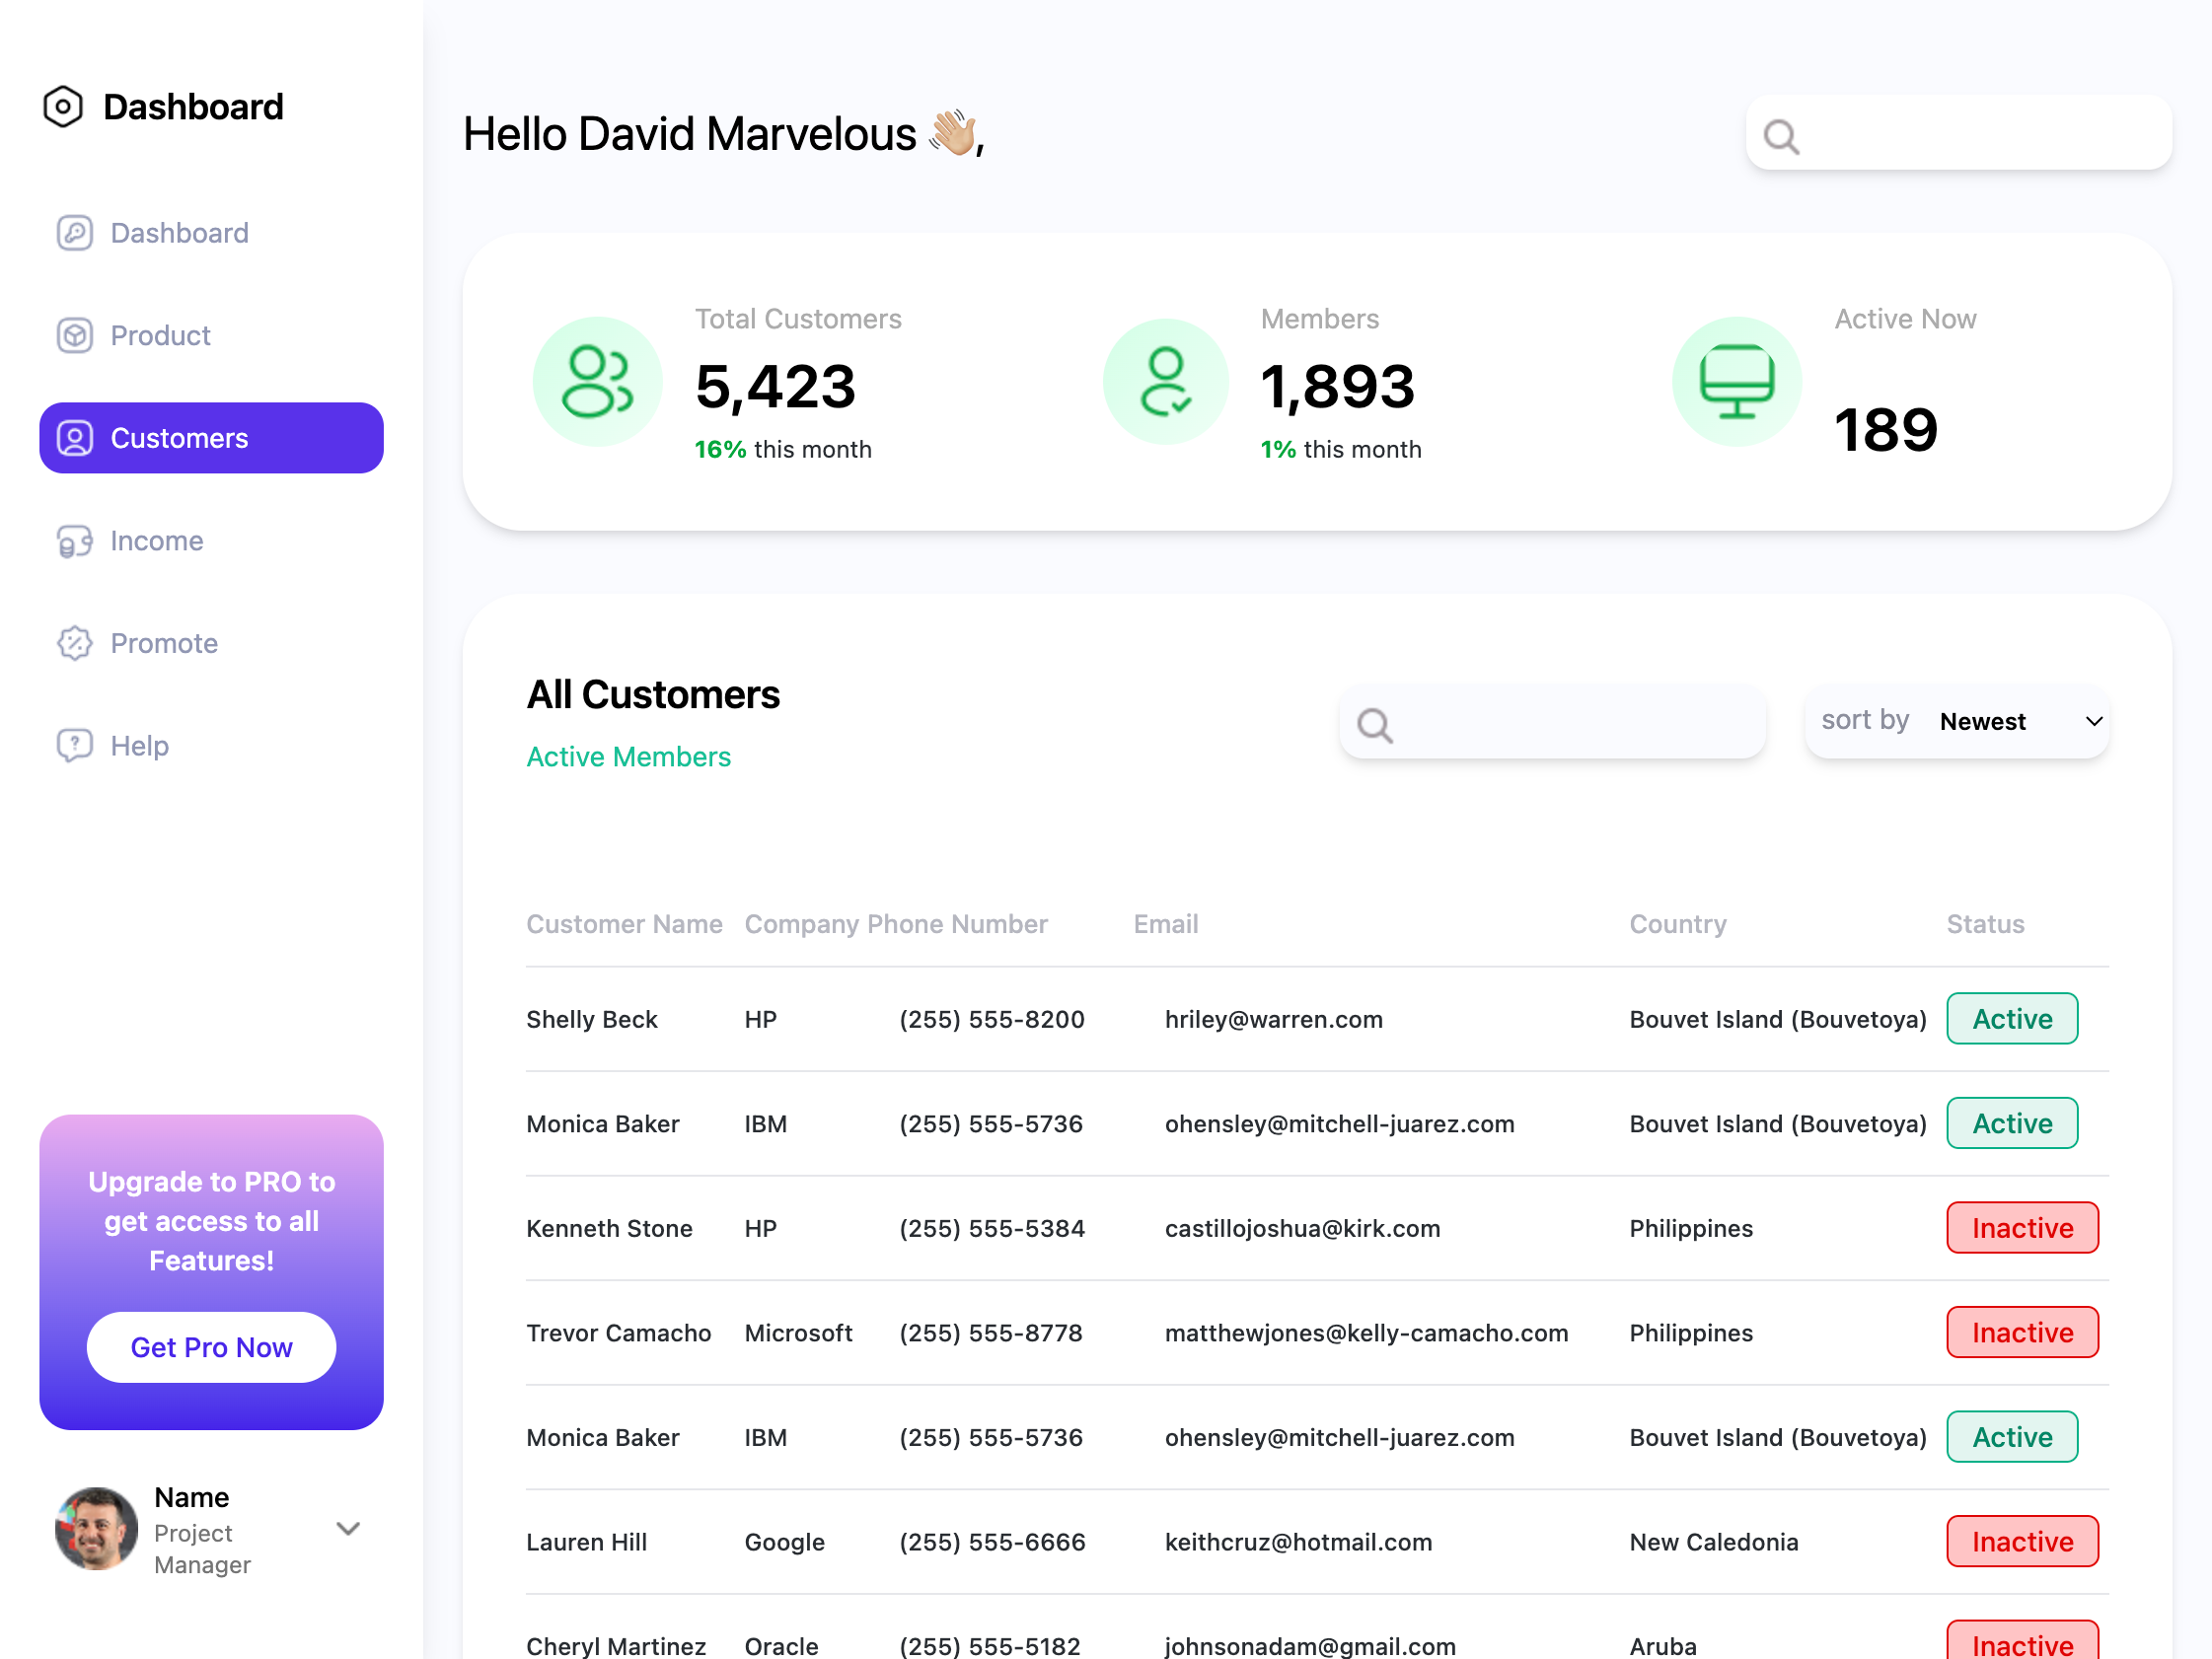 Dashboard
Dashboard
Product
Customers
Income
Promote
Help
Upgrade to PRO to
get access to all
Features!
Get Pro Now
Name
Project
Manager
Hello David Marvelous 👋🏼,
Total Customers
5,423
16% this month
Members
1,893
1% this month
Active Now
189
All Customers
Active Members
sort by Newest
Customer Name Company Phone Number Email Country Status
Shelly Beck HP (255) 555-8200 hriley@warren.com Bouvet Island (Bouvetoya) Active
Monica Baker IBM (255) 555-5736 ohensley@mitchell-juarez.com Bouvet Island (Bouvetoya) Active
Kenneth Stone HP (255) 555-5384 castillojoshua@kirk.com Philippines Inactive
Trevor Camacho Microsoft (255) 555-8778 matthewjones@kelly-camacho.com Philippines Inactive
Monica Baker IBM (255) 555-5736 ohensley@mitchell-juarez.com Bouvet Island (Bouvetoya) Active
Lauren Hill Google (255) 555-6666 keithcruz@hotmail.com New Caledonia Inactive
Cheryl Martinez Oracle (255) 555-5182 johnsonadam@gmail.com Aruba Inactive